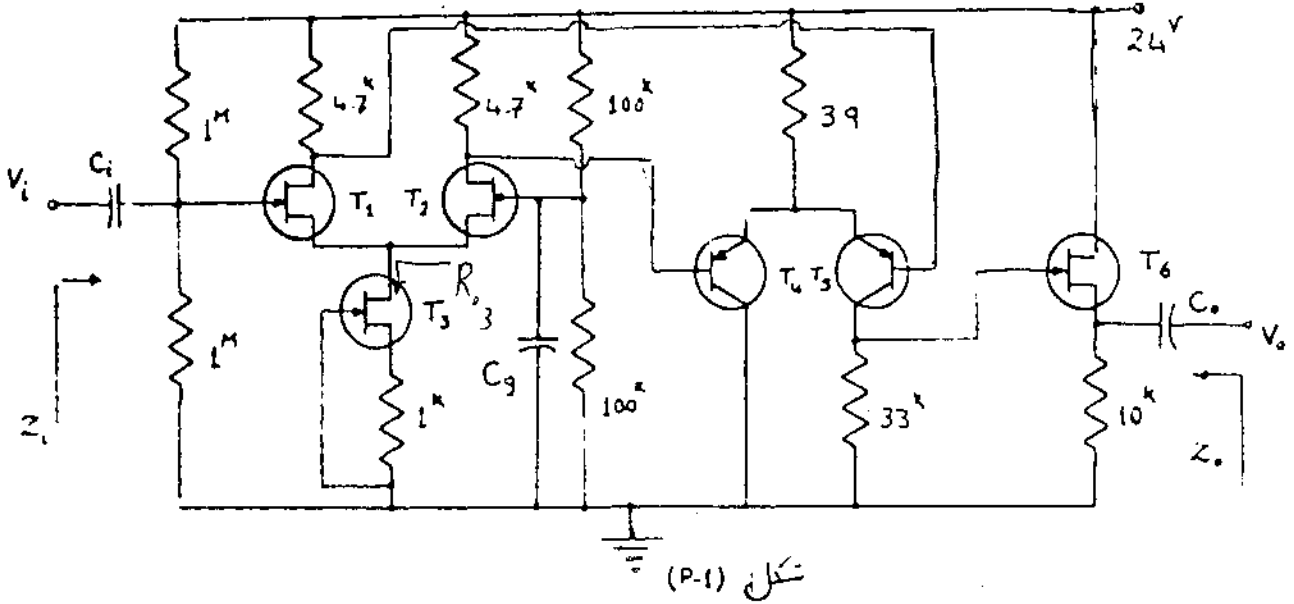 24V
1M
4.7K
4.7K
100K
39
Ci
Vi
T1
T2
T4
T5
T6
Co
Vo
R.3
T3
Cg
Zi
1M
1K
100K
33K
10K
Zo
شکل (P-1)